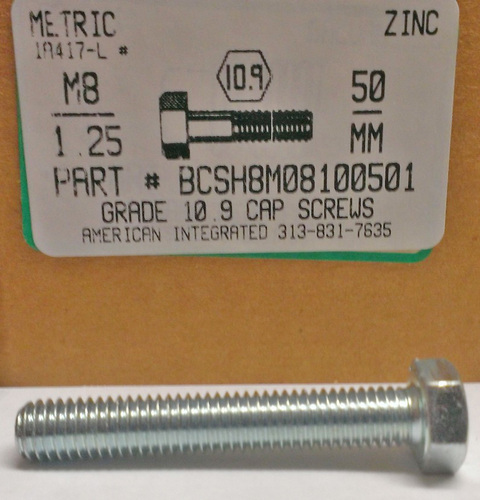 METRIC ZINC
1A417-L #
M8 10.9 50
1.25 MM
PART # BCSH8M08100501
GRADE 10.9 CAP SCREWS
AMERICAN INTEGRATED 313-831-7635